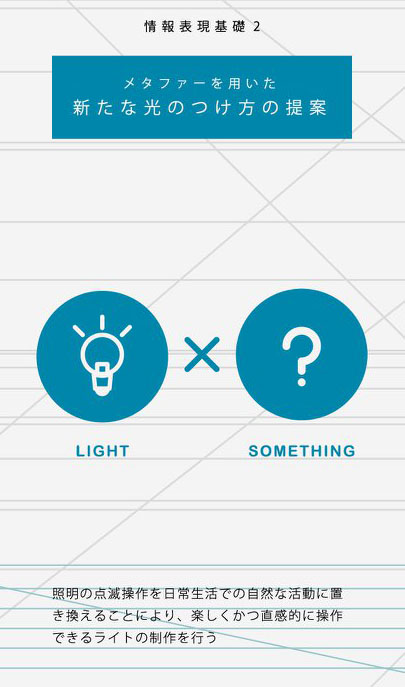 情報表現基礎2
メタファーを用いた
新たな光のつけ方の提案
LIGHT
SOMETHING
照明の点滅操作を日常生活での自然な活動に置
き換えることにより、楽しくかつ直感的に操作
できるライトの制作を行う